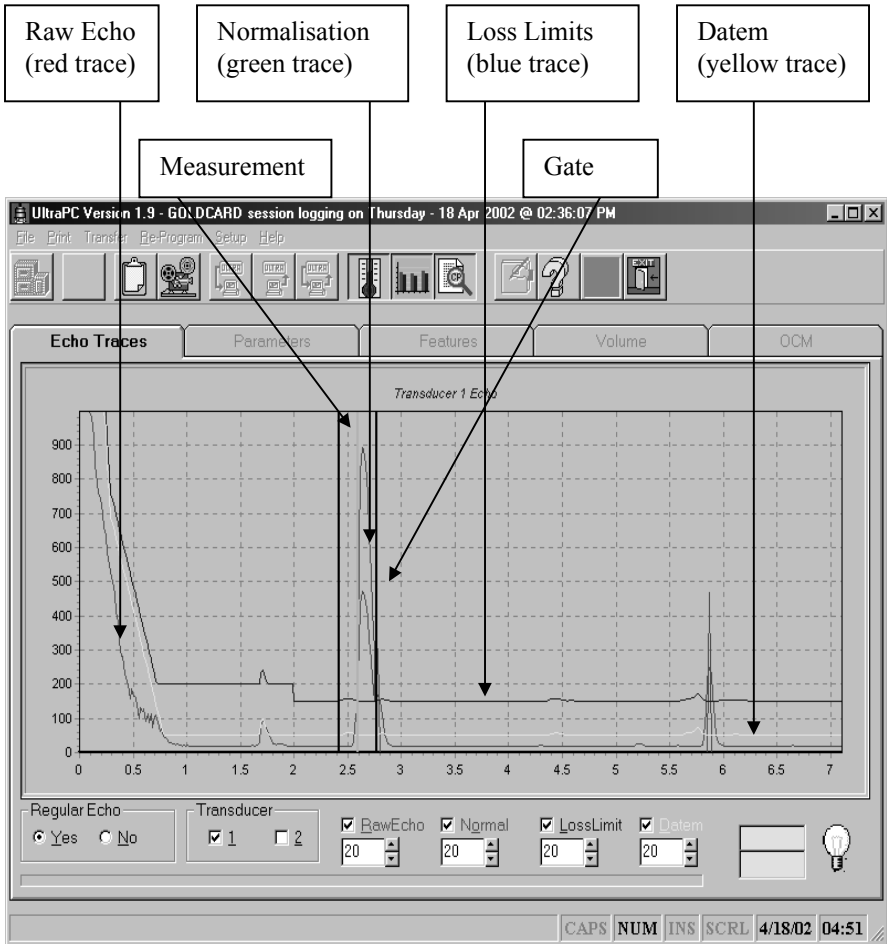 Raw Echo
(red trace)
Normalisation
(green trace)
Loss Limits
(blue trace)
Datem
(yellow trace)
Measurement
Gate
UltraPC Version 1.9 - GOLDCARD session logging on Thursday - 18 Apr 2002 @ 02:36:07 PM
File Print Transfer Re-Program Setup Help
ULTRA ULTRA ULTRA CP EXIT
Echo Traces Parameters Features Volume OCM
Transducer 1 Echo
900
800
700
600
500
400
300
200
100
0
0 0.5 1 1.5 2 2.5 3 3.5 4 4.5 5 5.5 6 6.5 7
Regular Echo Transducer
RawEcho Normal LossLimit Datem
Yes No 1 2
20 20 20 20
CAPS NUM INS SCRL 4/18/02 04:51